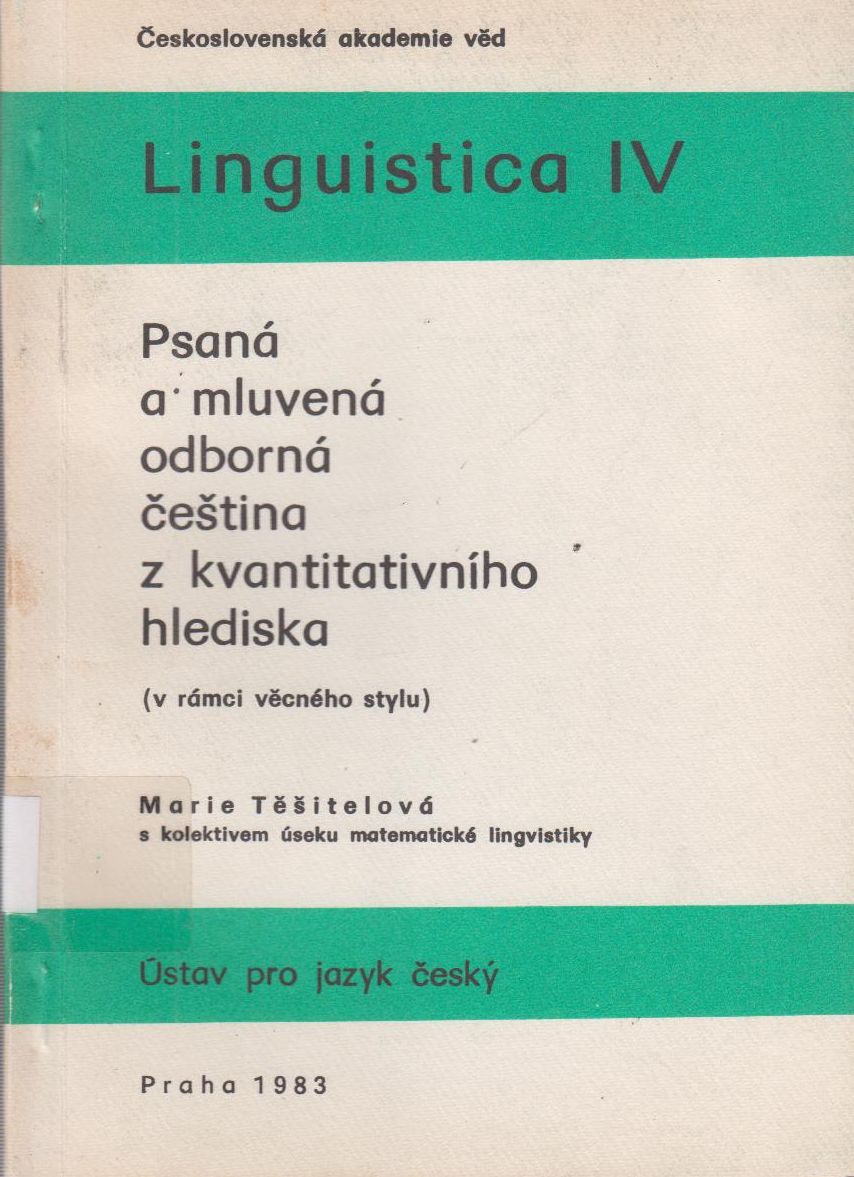 Československá akademie věd
Linguistica IV
Psaná
a mluvená
odborná
čeština
z kvantitativního
hlediska
(v rámci věcného stylu)
Marie Těšitelová
s kolektivem úseku matematické lingvistiky
Ústav pro jazyk český
Praha 1983